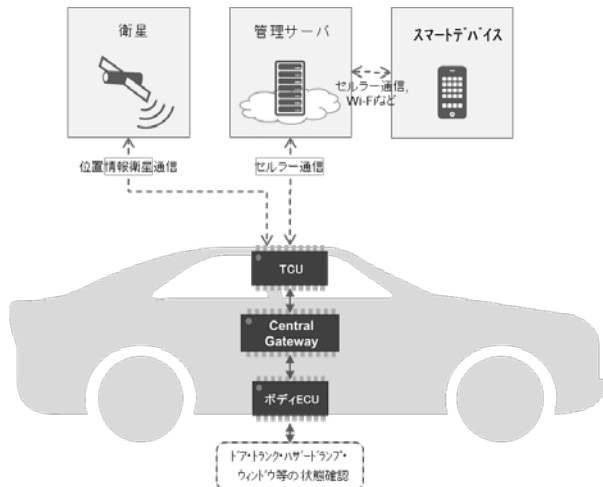 衛星
管理サーバ
スマートデバイス
セルラー通信,
Wi-Fiなど
位置情報衛星通信
セルラー通信
TCU
Central
Gateway
ボディECU
ドア・トランク・ハザードランプ・
ウィンドウ等の状態確認